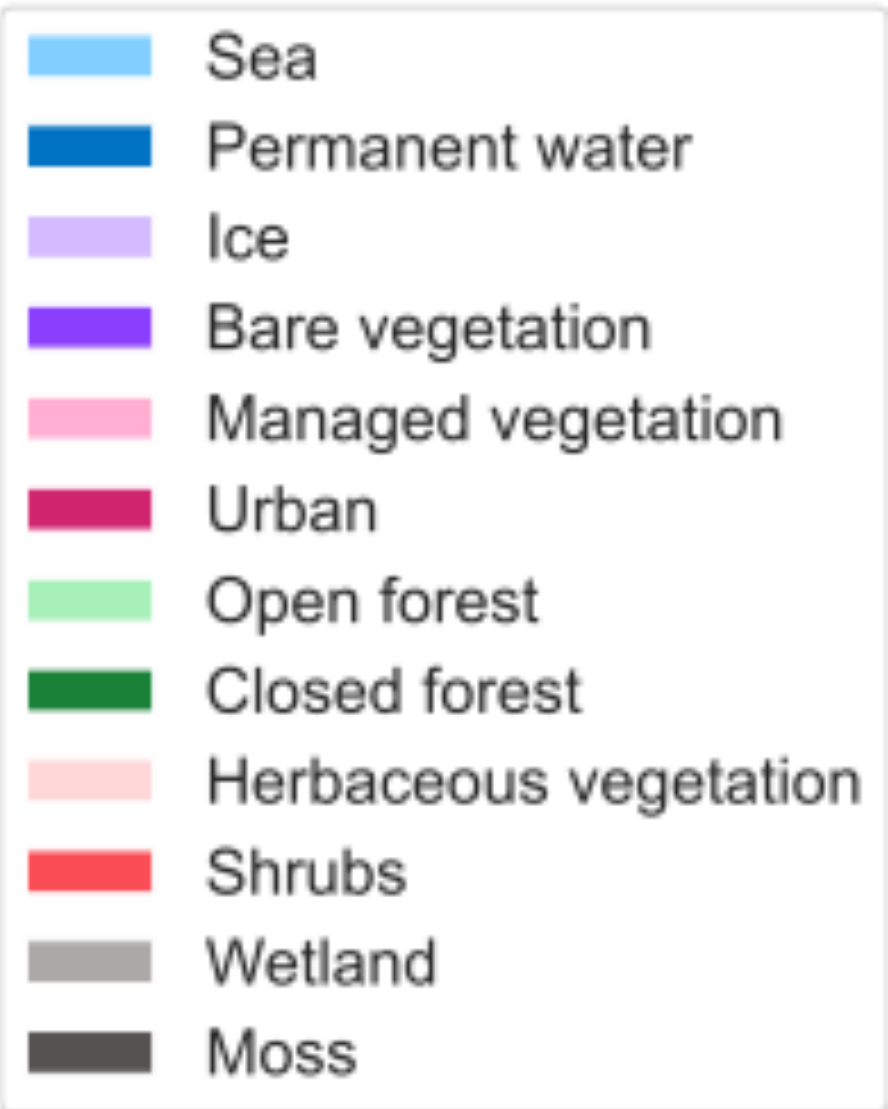 Sea
Permanent water
Ice
Bare vegetation
Managed vegetation
Urban
Open forest
Closed forest
Herbaceous vegetation
Shrubs
Wetland
Moss